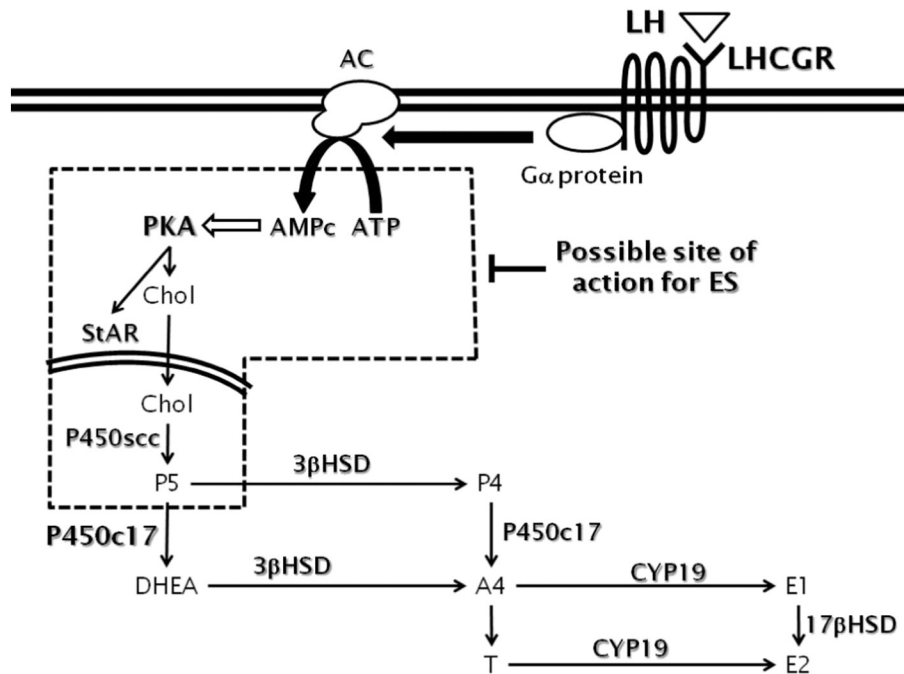 LH
LHCGR
AC
Gα protein
PKA
AMPc ATP
Possible site of
action for ES
Chol
StAR
Chol
P450scc
3βHSD
P5
P4
P450c17
P450c17
3βHSD
CYP19
DHEA
A4
E1
17βHSD
CYP19
T
E2